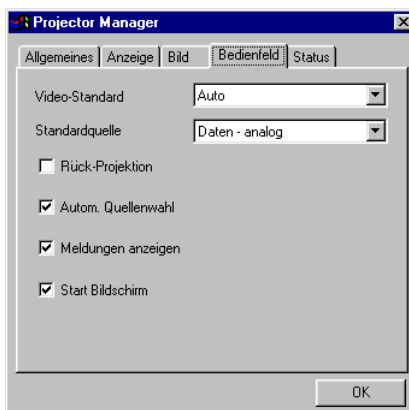 Projector Manager
Allgemeines Anzeige Bild Bedienfeld Status
Video-Standard Auto
Standardquelle Daten - analog
Rück-Projektion
Autom. Quellenwahl
Meldungen anzeigen
Start Bildschirm
OK